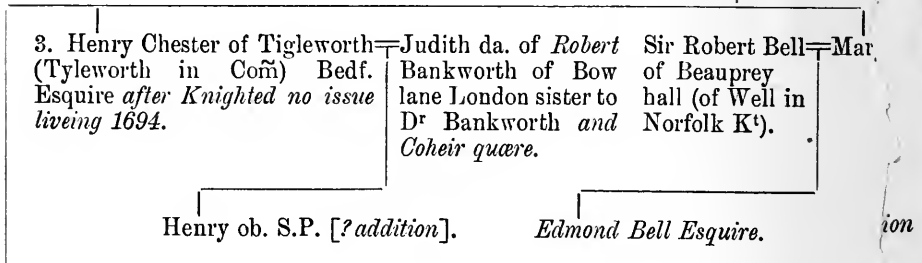 3. Henry Chester of Tigleworth
(Tyleworth in Com̃) Bedf.
Esquire after Knighted no issue
liveing 1694.
Judith da. of Robert
Bankworth of Bow
lane London sister to
Dʳ Bankworth and
Coheir quære.
Sir Robert Bell
of Beauprey
hall (of Well in
Norfolk Kᵗ).
Mar
Henry ob. S.P. [? addition].
Edmond Bell Esquire.
ion